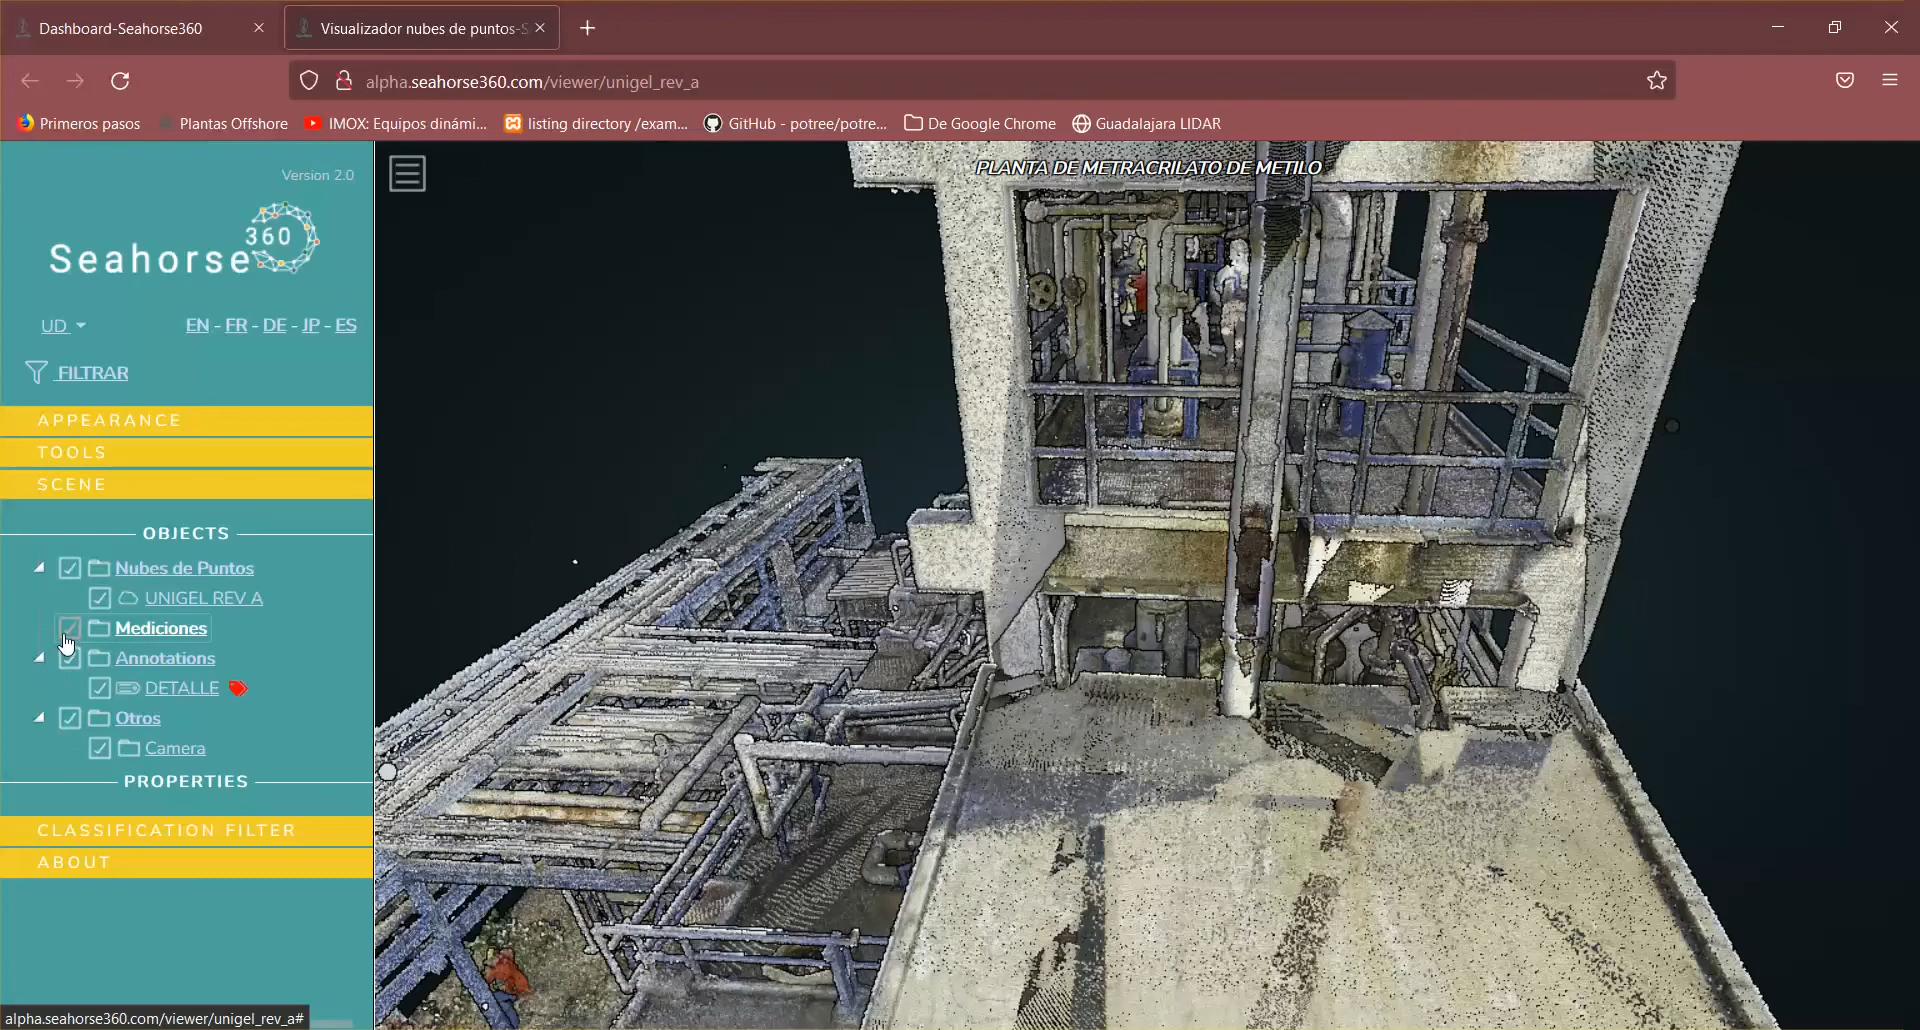 Dashboard-Seahorse360
Visualizador nubes de puntos-S
alpha.seahorse360.com/viewer/unigel_rev_a
Primeros pasos
Plantas Offshore
IMOX: Equipos dinámi...
listing directory /exam...
GitHub - potree/potre...
De Google Chrome
Guadalajara LIDAR
Version 2.0
360
Seahorse
UD
EN - FR - DE - JP - ES
FILTRAR
APPEARANCE
TOOLS
SCENE
OBJECTS
Nubes de Puntos
UNIGEL REV A
Mediciones
Annotations
DETALLE
Otros
Camera
PROPERTIES
CLASSIFICATION FILTER
ABOUT
alpha.seahorse360.com/viewer/unigel_rev_a#
PLANTA DE METRACRILATO DE METILO